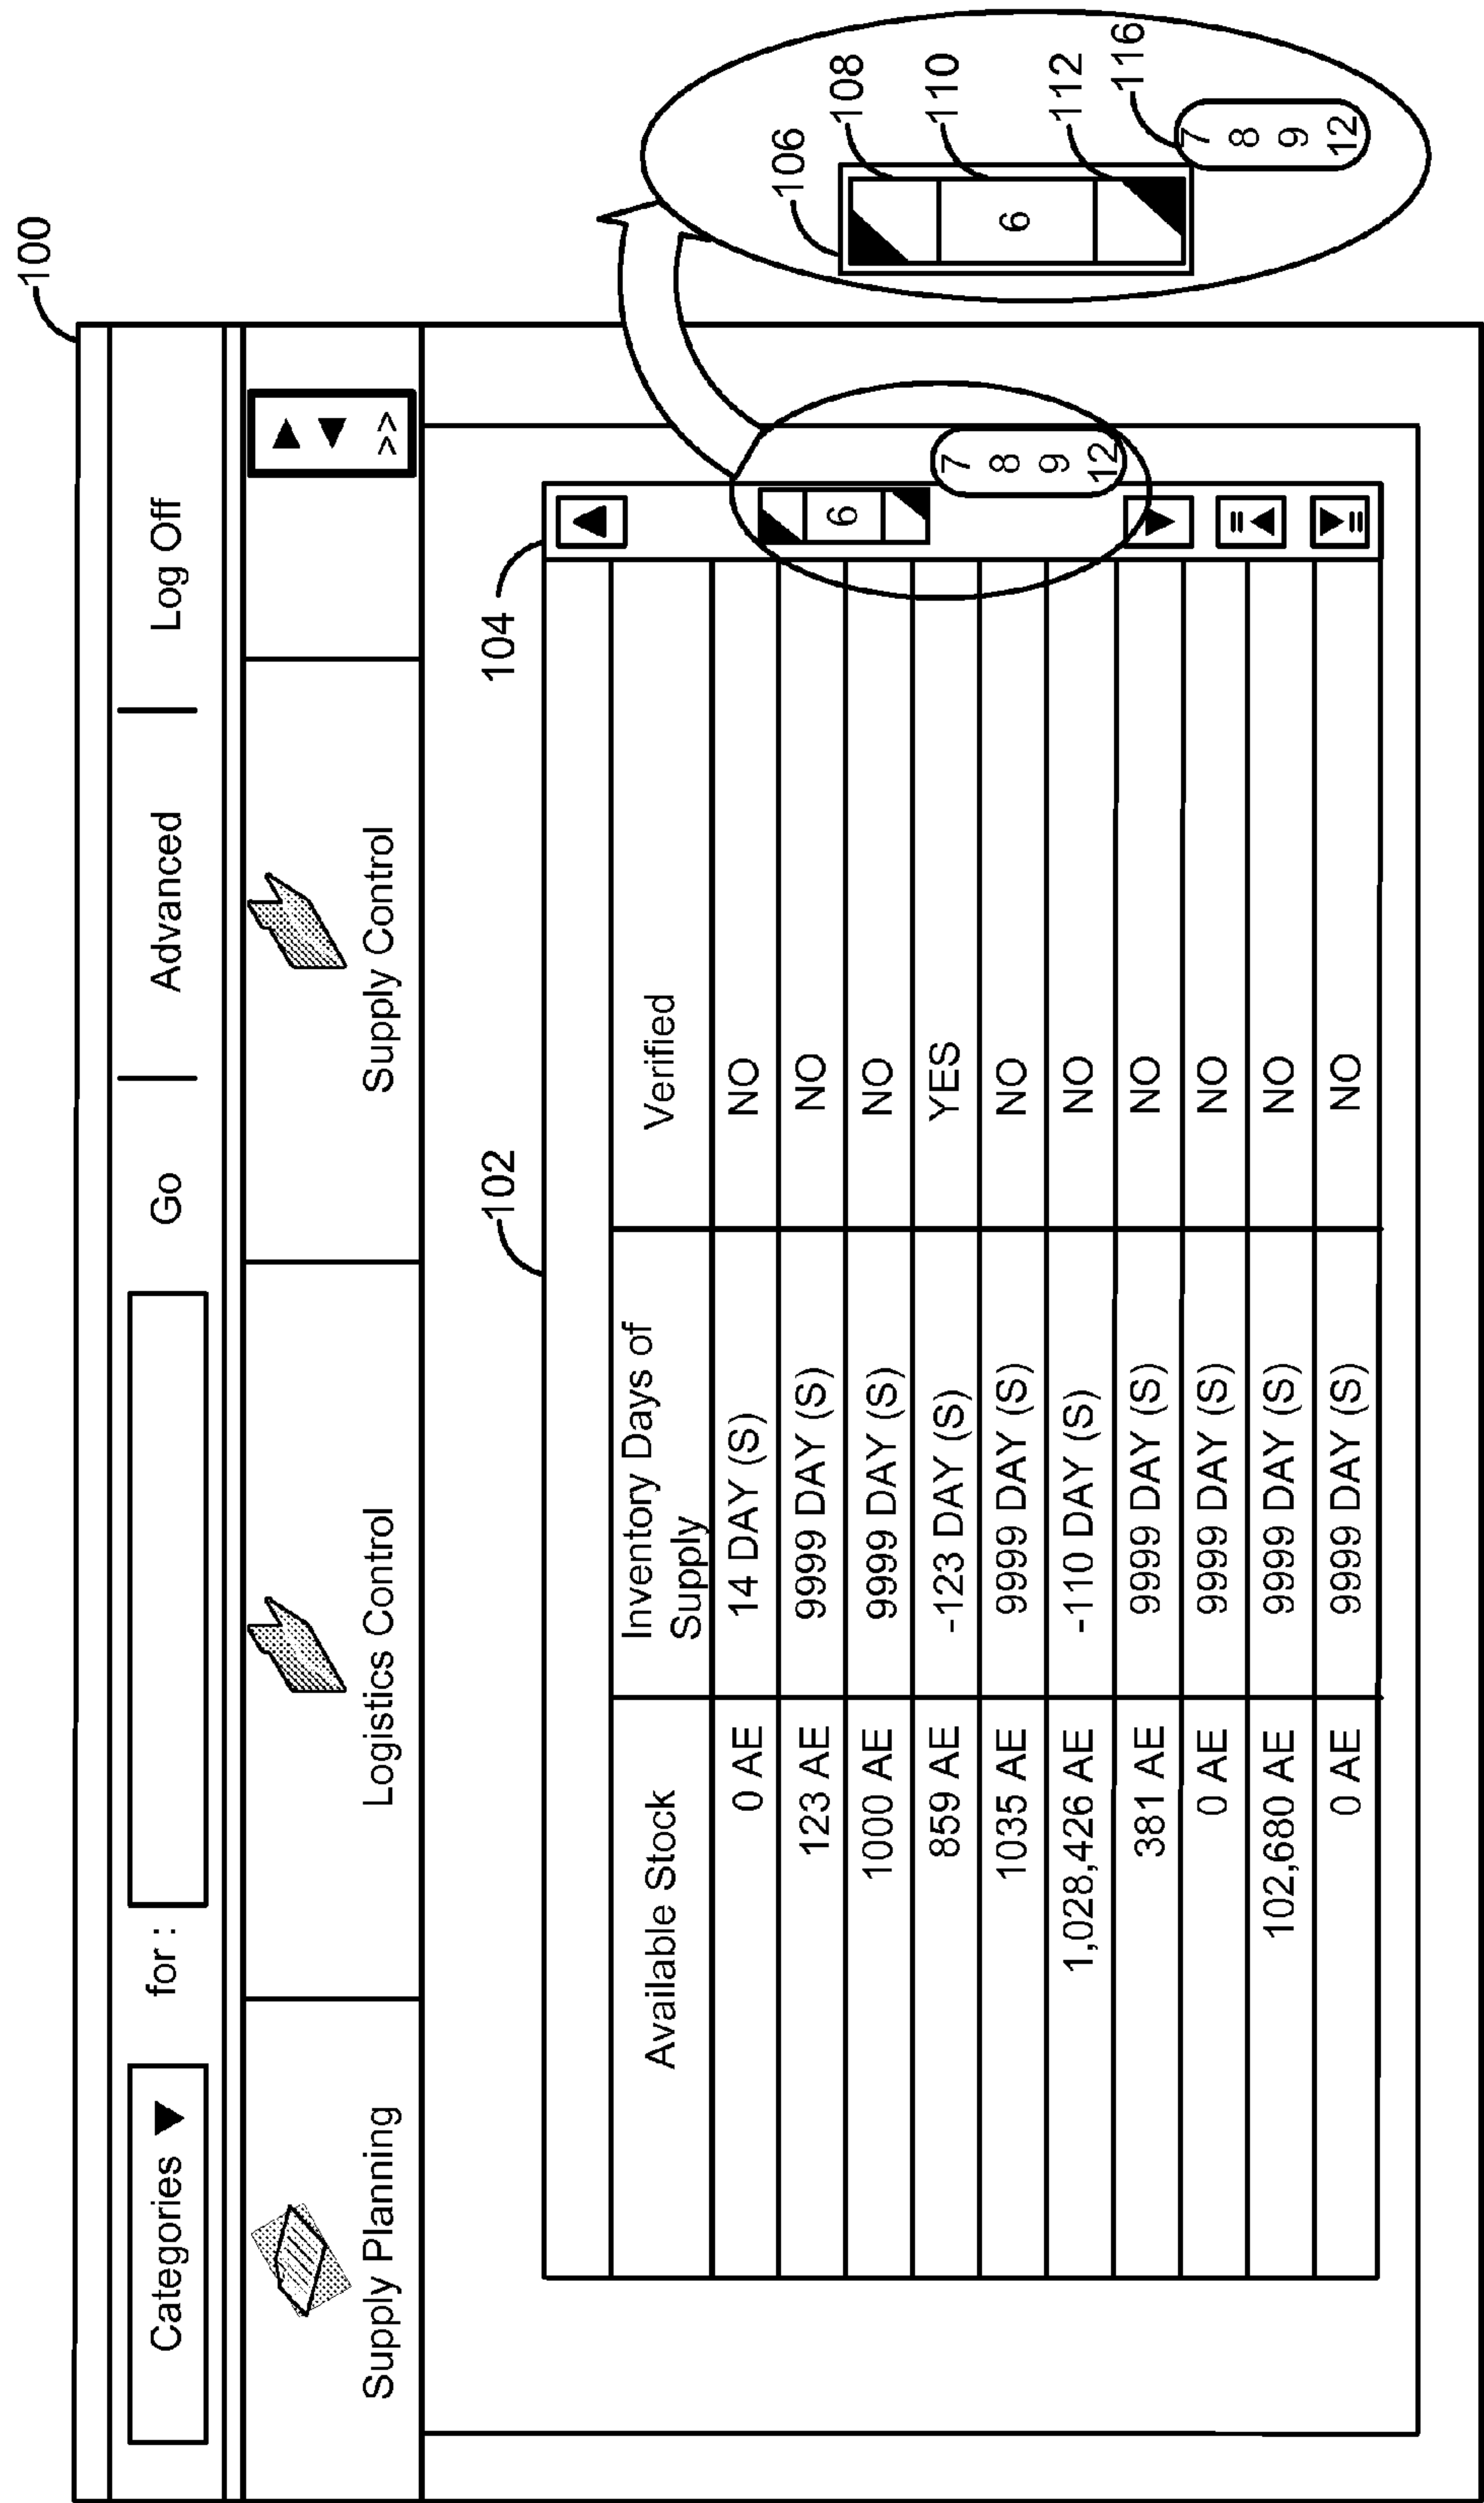 100
Categories ▼ for : Go Advanced Log Off
Supply Planning Logistics Control Supply Control >>
102
104
Available Stock Inventory Days of Supply Verified
0 AE 14 DAY (S) NO
123 AE 9999 DAY (S) NO
1000 AE 9999 DAY (S) NO
859 AE -123 DAY (S) YES
1035 AE 9999 DAY (S) NO
1,028,426 AE -110 DAY (S) NO
381 AE 9999 DAY (S) NO
0 AE 9999 DAY (S) NO
102,680 AE 9999 DAY (S) NO
0 AE 9999 DAY (S) NO
6
7
8
9
12
106
108
110
112
116
6
7
8
9
12